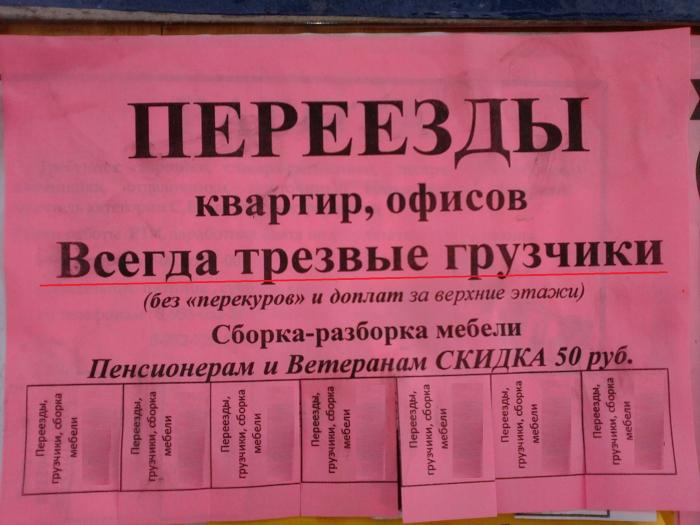 ПЕРЕЕЗДЫ
квартир, офисов
Всегда трезвые грузчики
(без «перекуров» и доплат за верхние этажи)
Сборка-разборка мебели
Пенсионерам и Ветеранам СКИДКА 50 руб.
Переезды,
грузчики, сборка
мебели
Переезды,
грузчики, сборка
мебели
Переезды,
грузчики, сборка
мебели
Переезды,
грузчики, сборка
мебели
Переезды,
грузчики, сборка
мебели
Переезды,
грузчики, сборка
мебели
Переезды,
грузчики, сборка
мебели